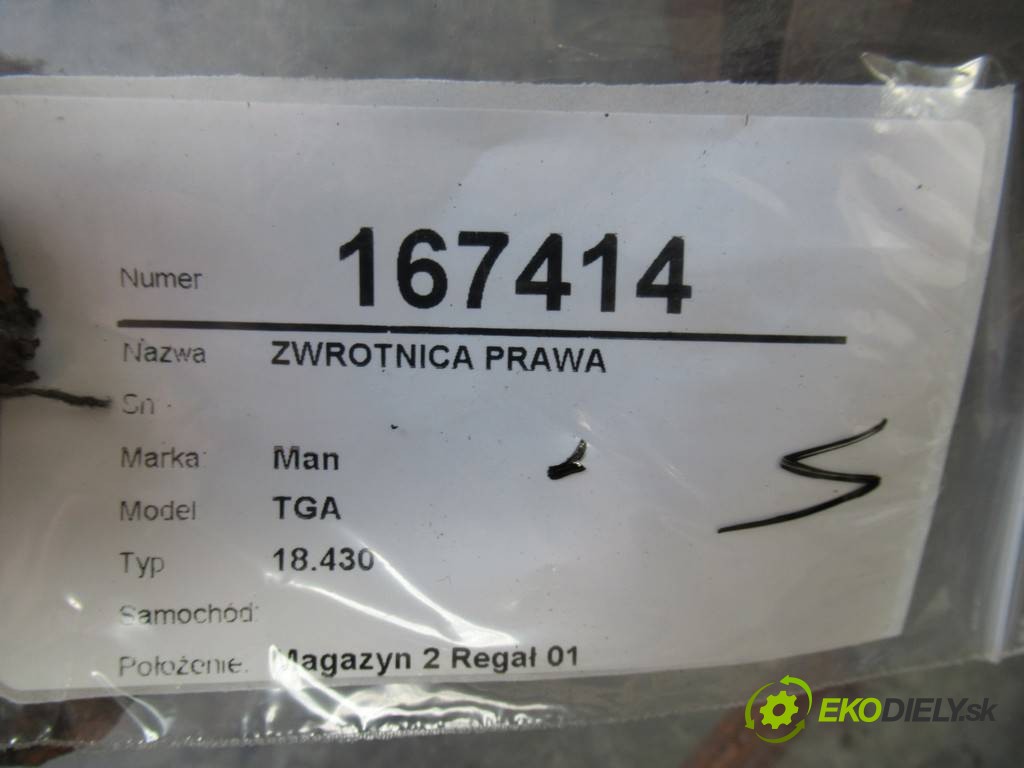 Numer 167414
Nazwa ZWROTNICA PRAWA
Sn
Marka: Man
Model TGA
Typ 18.430
Samochód:
Położenie: Magazyn 2 Regał 01
EKODIELY.sk